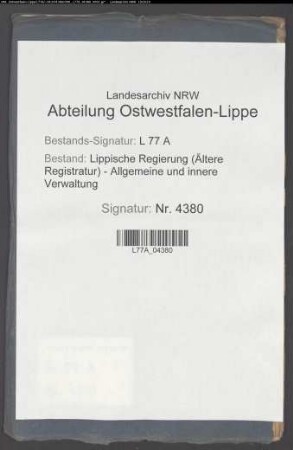 Landesarchiv NRW
Abteilung Ostwestfalen-Lippe
Bestands-Signatur: L 77 A
Bestand: Lippische Regierung (Ältere
Registratur) - Allgemeine und innere
Verwaltung
Signatur: Nr. 4380
L77A_04380